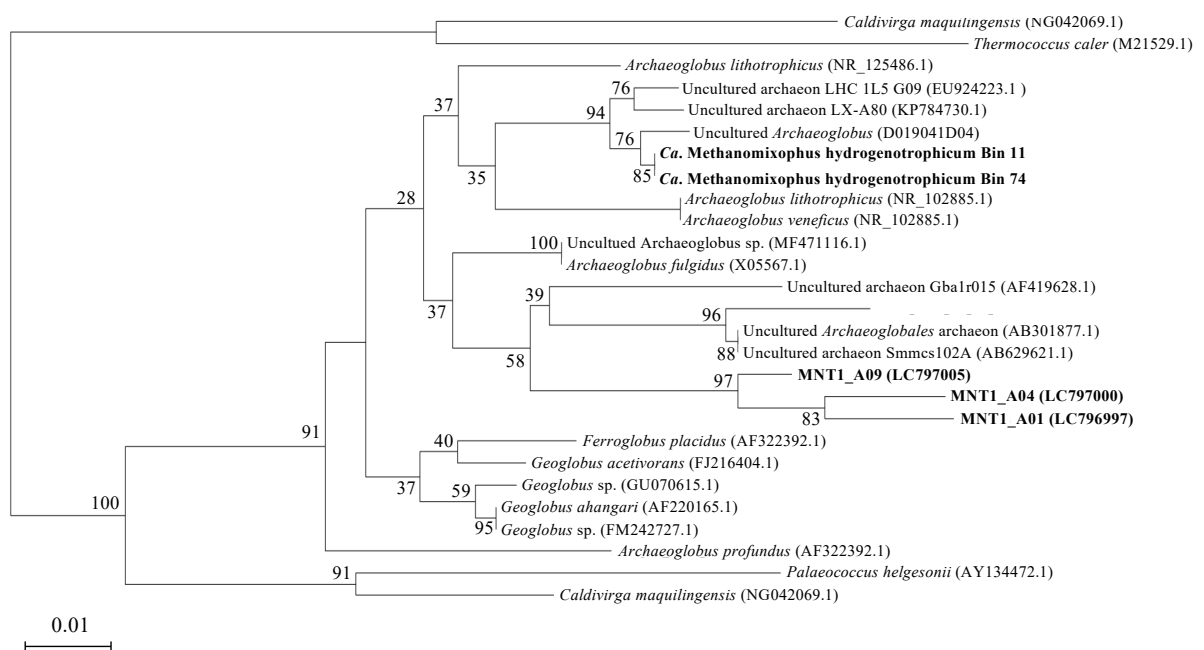 Caldivirga maquilingensis (NG042069.1)
Thermococcus caler (M21529.1)
Archaeoglobus lithotrophicus (NR_125486.1)
37
76
Uncultured archaeon LHC 1L5 G09 (EU924223.1 )
94
Uncultured archaeon LX-A80 (KP784730.1)
76
Uncultured Archaeoglobus (D019041D04)
Ca. Methanomixophus hydrogenotrophicum Bin 11
35
85
Ca. Methanomixophus hydrogenotrophicum Bin 74
28
Archaeoglobus lithotrophicus (NR_102885.1)
Archaeoglobus veneficus (NR_102885.1)
100
Uncultued Archaeoglobus sp. (MF471116.1)
Archaeoglobus fulgidus (X05567.1)
39
Uncultured archaeon Gba1r015 (AF419628.1)
37
96
Uncultured Archaeoglobales archaeon (AB301877.1)
58
88
Uncultured archaeon Smmcs102A (AB629621.1)
97
MNT1_A09 (LC797005)
MNT1_A04 (LC797000)
83
MNT1_A01 (LC796997)
91
40
Ferroglobus placidus (AF322392.1)
Geoglobus acetivorans (FJ216404.1)
37
59
Geoglobus sp. (GU070615.1)
100
Geoglobus ahangari (AF220165.1)
95
Geoglobus sp. (FM242727.1)
Archaeoglobus profundus (AF322392.1)
91
Palaeococcus helgesonii (AY134472.1)
Caldivirga maquilingensis (NG042069.1)
0.01